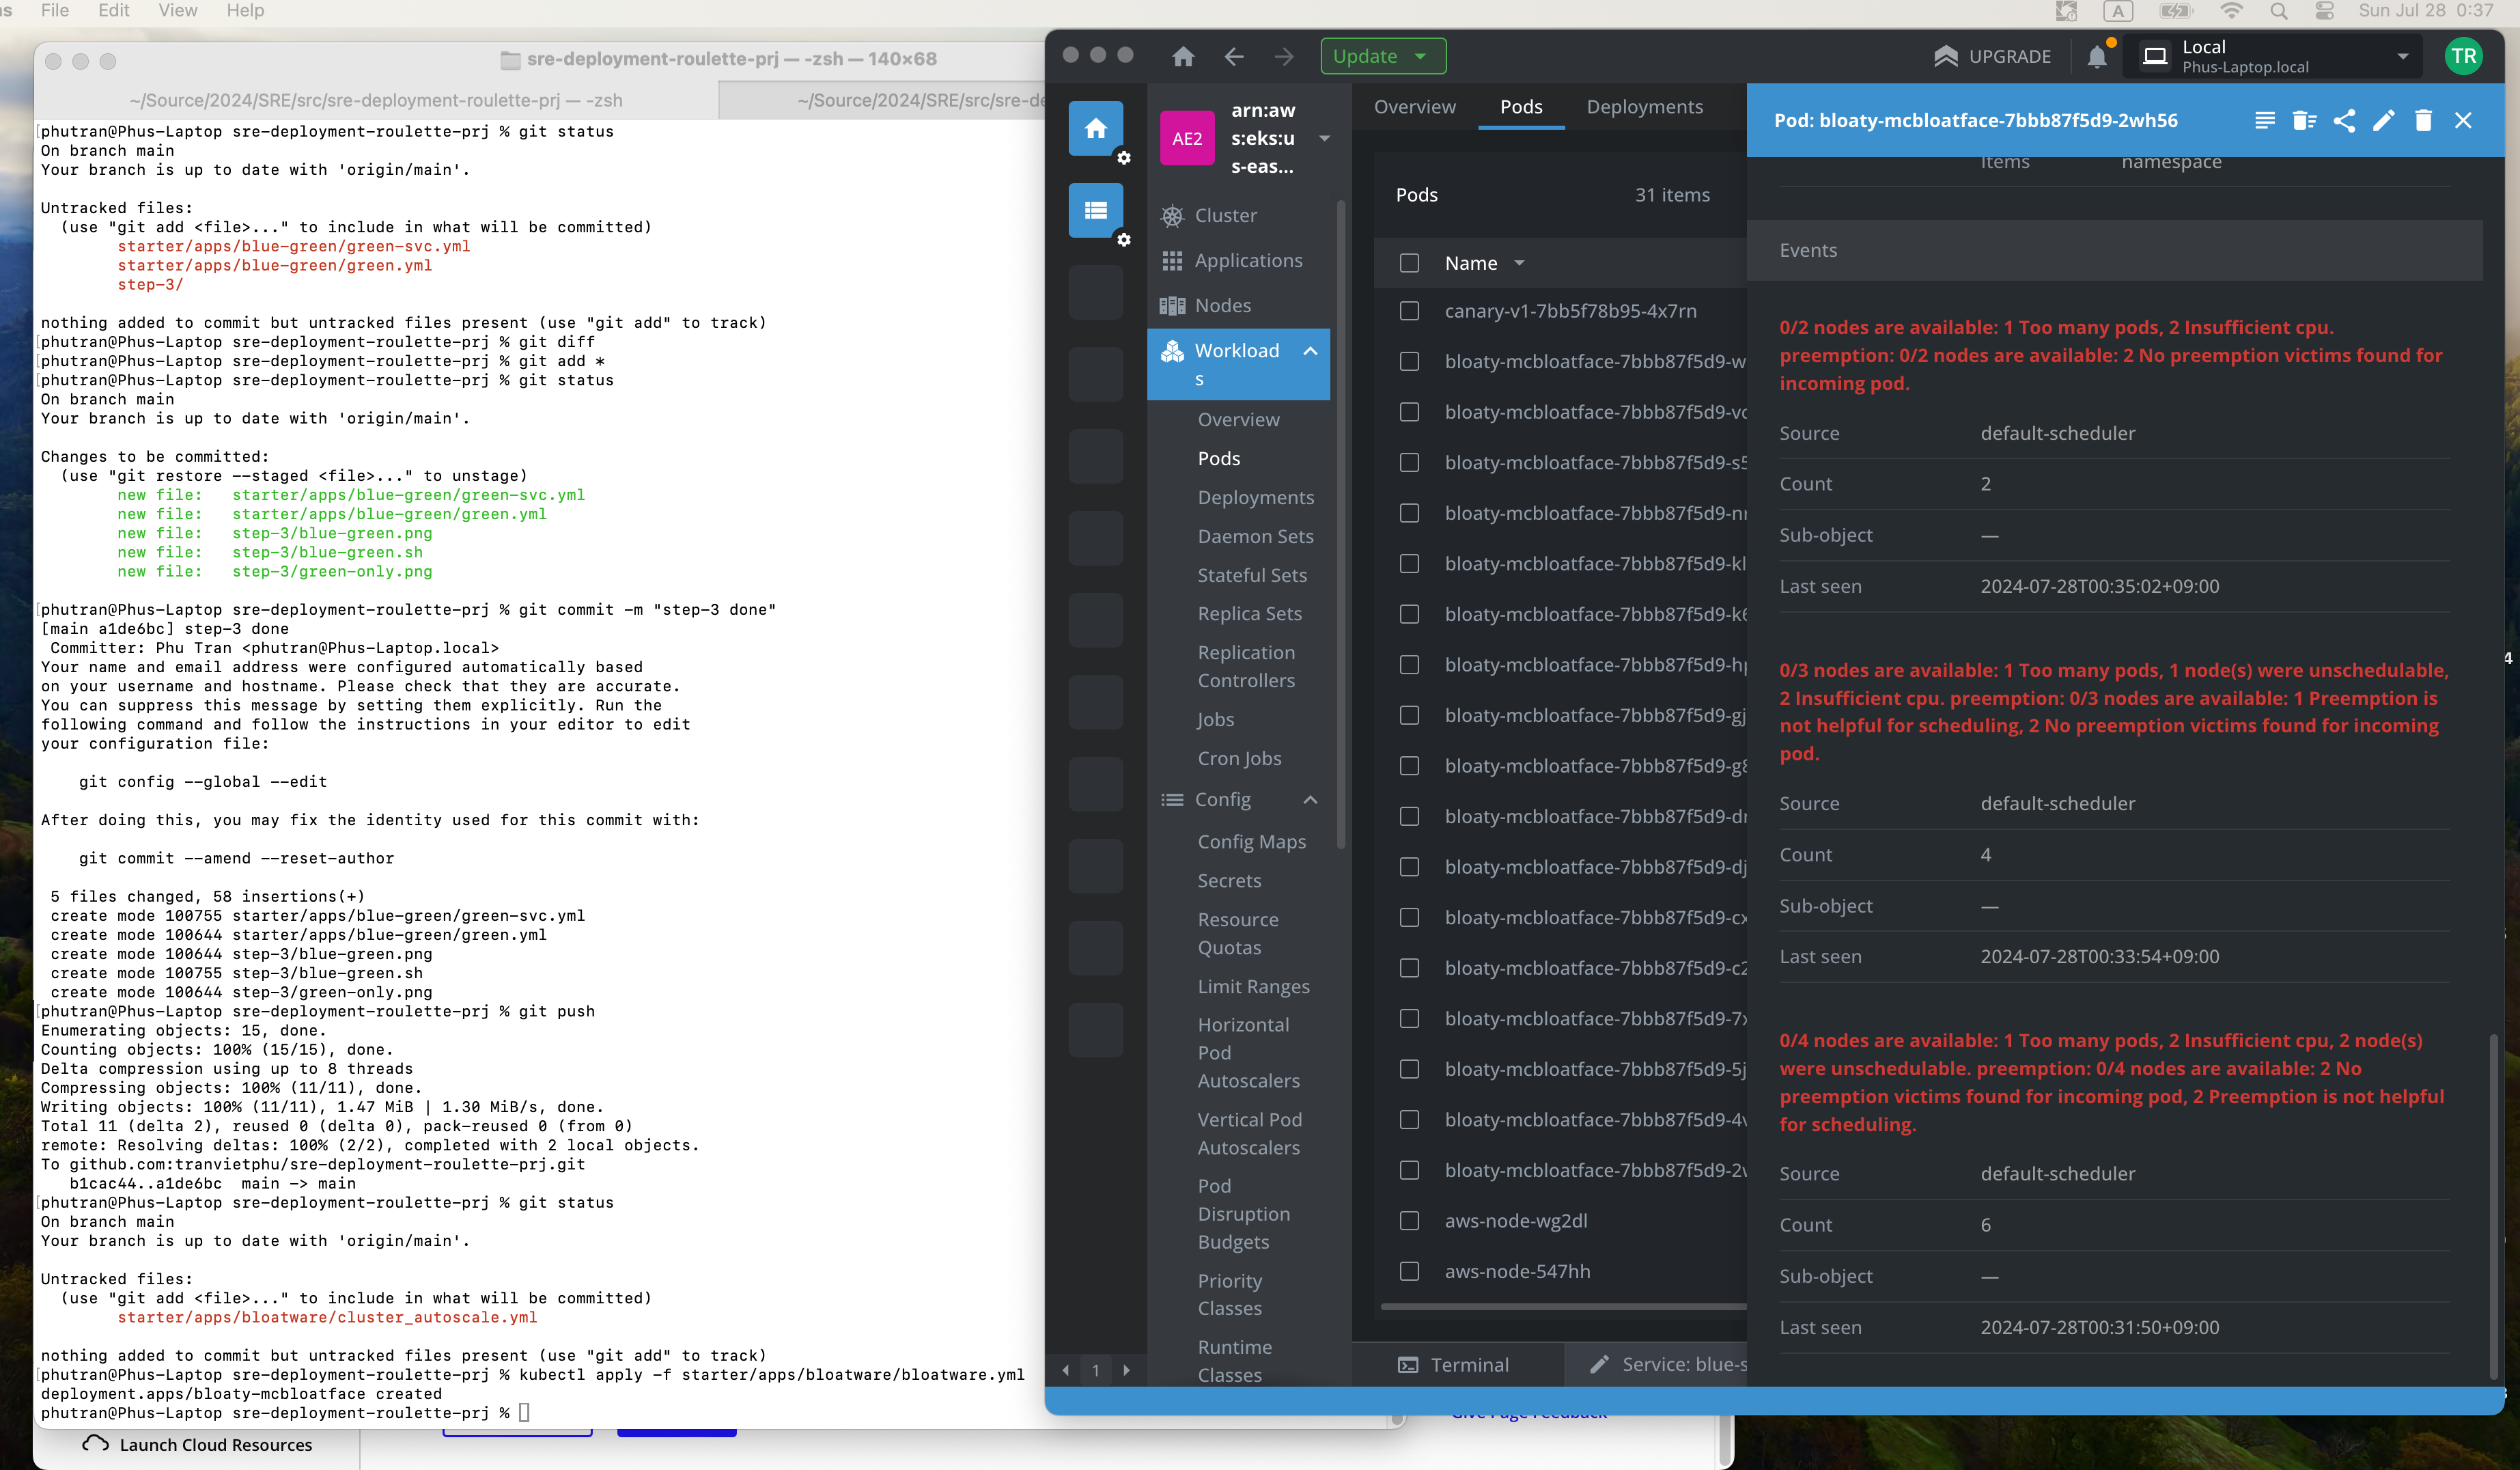 File Edit View Help
A
Sun Jul 28 0:37
sre-deployment-roulette-prj — -zsh — 140×68
~/Source/2024/SRE/src/sre-deployment-roulette-prj — -zsh
~/Source/2024/SRE/src/sre-de
phutran@Phus-Laptop sre-deployment-roulette-prj % git status
On branch main
Your branch is up to date with 'origin/main'.
Untracked files:
(use "git add <file>..." to include in what will be committed)
starter/apps/blue-green/green-svc.yml
starter/apps/blue-green/green.yml
step-3/
nothing added to commit but untracked files present (use "git add" to track)
phutran@Phus-Laptop sre-deployment-roulette-prj % git diff
phutran@Phus-Laptop sre-deployment-roulette-prj % git add *
phutran@Phus-Laptop sre-deployment-roulette-prj % git status
On branch main
Your branch is up to date with 'origin/main'.
Changes to be committed:
(use "git restore --staged <file>..." to unstage)
new file: starter/apps/blue-green/green-svc.yml
new file: starter/apps/blue-green/green.yml
new file: step-3/blue-green.png
new file: step-3/blue-green.sh
new file: step-3/green-only.png
phutran@Phus-Laptop sre-deployment-roulette-prj % git commit -m "step-3 done"
[main a1de6bc] step-3 done
Committer: Phu Tran <phutran@Phus-Laptop.local>
Your name and email address were configured automatically based
on your username and hostname. Please check that they are accurate.
You can suppress this message by setting them explicitly. Run the
following command and follow the instructions in your editor to edit
your configuration file:
git config --global --edit
After doing this, you may fix the identity used for this commit with:
git commit --amend --reset-author
5 files changed, 58 insertions(+)
create mode 100755 starter/apps/blue-green/green-svc.yml
create mode 100644 starter/apps/blue-green/green.yml
create mode 100644 step-3/blue-green.png
create mode 100755 step-3/blue-green.sh
create mode 100644 step-3/green-only.png
phutran@Phus-Laptop sre-deployment-roulette-prj % git push
Enumerating objects: 15, done.
Counting objects: 100% (15/15), done.
Delta compression using up to 8 threads
Compressing objects: 100% (11/11), done.
Writing objects: 100% (11/11), 1.47 MiB | 1.30 MiB/s, done.
Total 11 (delta 2), reused 0 (delta 0), pack-reused 0 (from 0)
remote: Resolving deltas: 100% (2/2), completed with 2 local objects.
To github.com:tranvietphu/sre-deployment-roulette-prj.git
b1cac44..a1de6bc main -> main
phutran@Phus-Laptop sre-deployment-roulette-prj % git status
On branch main
Your branch is up to date with 'origin/main'.
Untracked files:
(use "git add <file>..." to include in what will be committed)
starter/apps/bloatware/cluster_autoscale.yml
nothing added to commit but untracked files present (use "git add" to track)
phutran@Phus-Laptop sre-deployment-roulette-prj % kubectl apply -f starter/apps/bloatware/bloatware.yml
deployment.apps/bloaty-mcbloatface created
phutran@Phus-Laptop sre-deployment-roulette-prj %
Launch Cloud Resources
Update
UPGRADE
Local
Phus-Laptop.local
TR
AE2
arn:aw
s:eks:u
s-eas...
Cluster
Applications
Nodes
Workload
s
Overview
Pods
Deployments
Daemon Sets
Stateful Sets
Replica Sets
Replication
Controllers
Jobs
Cron Jobs
Config
Config Maps
Secrets
Resource
Quotas
Limit Ranges
Horizontal
Pod
Autoscalers
Vertical Pod
Autoscalers
Pod
Disruption
Budgets
Priority
Classes
Runtime
Classes
1
Overview
Pods
Deployments
Pods
31 items
Name
canary-v1-7bb5f78b95-4x7rn
bloaty-mcbloatface-7bbb87f5d9-w
bloaty-mcbloatface-7bbb87f5d9-vc
bloaty-mcbloatface-7bbb87f5d9-s5
bloaty-mcbloatface-7bbb87f5d9-nr
bloaty-mcbloatface-7bbb87f5d9-kl
bloaty-mcbloatface-7bbb87f5d9-k6
bloaty-mcbloatface-7bbb87f5d9-hp
bloaty-mcbloatface-7bbb87f5d9-gj
bloaty-mcbloatface-7bbb87f5d9-g8
bloaty-mcbloatface-7bbb87f5d9-dr
bloaty-mcbloatface-7bbb87f5d9-dj
bloaty-mcbloatface-7bbb87f5d9-cx
bloaty-mcbloatface-7bbb87f5d9-c2
bloaty-mcbloatface-7bbb87f5d9-7x
bloaty-mcbloatface-7bbb87f5d9-5j
bloaty-mcbloatface-7bbb87f5d9-4v
bloaty-mcbloatface-7bbb87f5d9-2w
aws-node-wg2dl
aws-node-547hh
Terminal
Service: blue-s
Pod: bloaty-mcbloatface-7bbb87f5d9-2wh56
Items namespace
Events
0/2 nodes are available: 1 Too many pods, 2 Insufficient cpu.
preemption: 0/2 nodes are available: 2 No preemption victims found for
incoming pod.
Source default-scheduler
Count 2
Sub-object —
Last seen 2024-07-28T00:35:02+09:00
0/3 nodes are available: 1 Too many pods, 1 node(s) were unschedulable,
2 Insufficient cpu. preemption: 0/3 nodes are available: 1 Preemption is
not helpful for scheduling, 2 No preemption victims found for incoming
pod.
Source default-scheduler
Count 4
Sub-object —
Last seen 2024-07-28T00:33:54+09:00
0/4 nodes are available: 1 Too many pods, 2 Insufficient cpu, 2 node(s)
were unschedulable. preemption: 0/4 nodes are available: 2 No
preemption victims found for incoming pod, 2 Preemption is not helpful
for scheduling.
Source default-scheduler
Count 6
Sub-object —
Last seen 2024-07-28T00:31:50+09:00